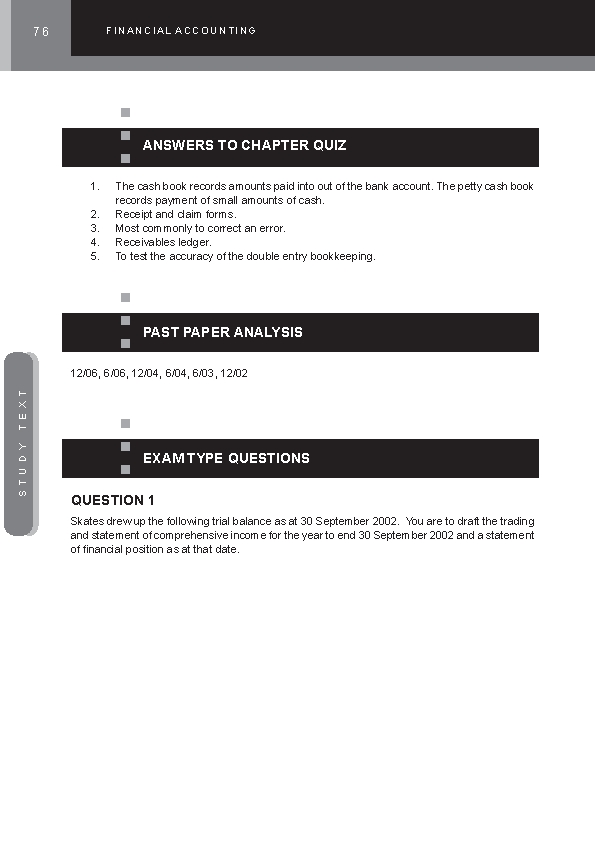 76
FINANCIAL ACCOUNTING
ANSWERS TO CHAPTER QUIZ
1. The cash book records amounts paid into out of the bank account. The petty cash book
records payment of small amounts of cash.
2. Receipt and claim forms.
3. Most commonly to correct an error.
4. Receivables ledger.
5. To test the accuracy of the double entry bookkeeping.
PAST PAPER ANALYSIS
12/06, 6/06, 12/04, 6/04, 6/03, 12/02
STUDY TEXT
EXAM TYPE QUESTIONS
QUESTION 1
Skates drew up the following trial balance as at 30 September 2002. You are to draft the trading
and statement of comprehensive income for the year to end 30 September 2002 and a statement
of financial position as at that date.